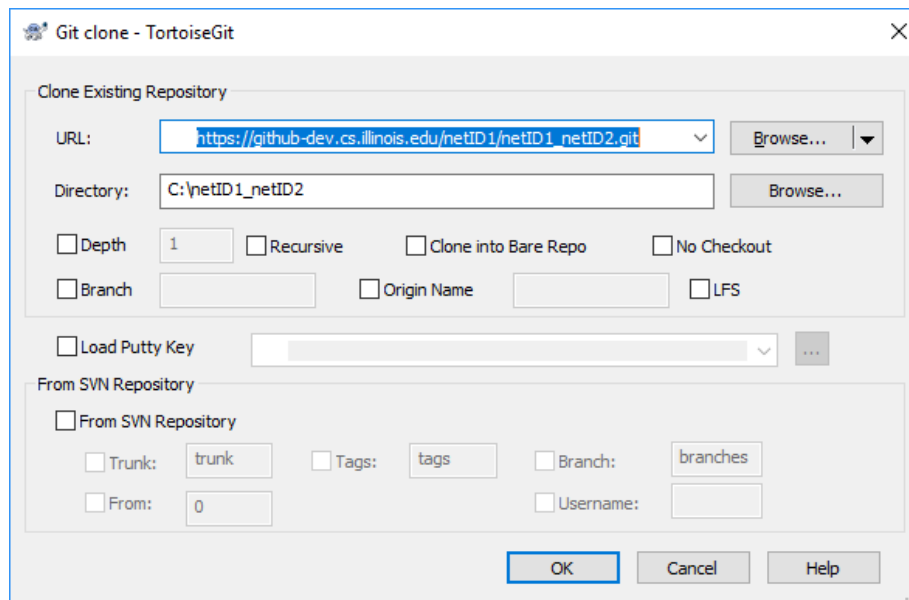 Git clone - TortoiseGit
Clone Existing Repository
URL: https://github-dev.cs.illinois.edu/netID1/netID1_netID2.git Browse...
Directory: C:\netID1_netID2 Browse...
Depth 1 Recursive Clone into Bare Repo No Checkout
Branch Origin Name LFS
Load Putty Key ...
From SVN Repository
From SVN Repository
Trunk: trunk Tags: tags Branch: branches
From: 0 Username:
OK Cancel Help